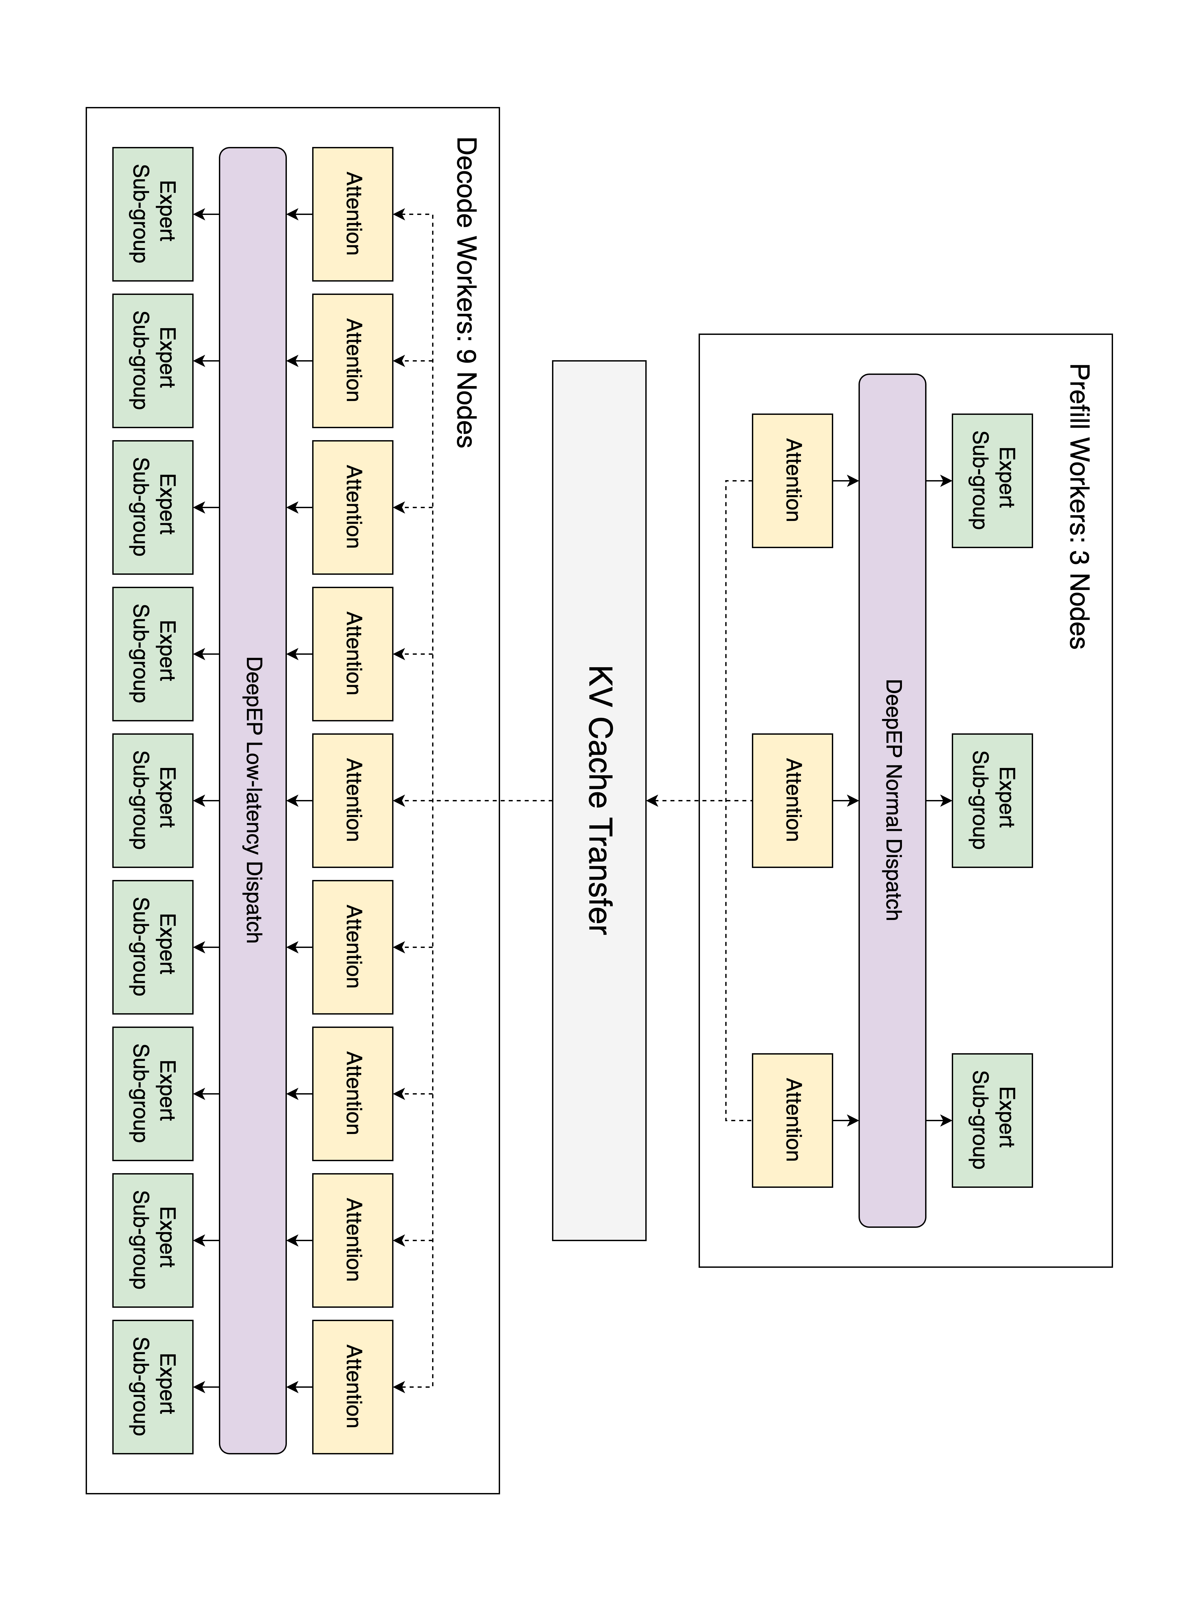 Prefill Workers: 3 Nodes
Expert
Sub-group
Expert
Sub-group
Expert
Sub-group
DeepEP Normal Dispatch
Attention
Attention
Attention
KV Cache Transfer
Decode Workers: 9 Nodes
Attention
Attention
Attention
Attention
Attention
Attention
Attention
Attention
Attention
DeepEP Low-latency Dispatch
Expert
Sub-group
Expert
Sub-group
Expert
Sub-group
Expert
Sub-group
Expert
Sub-group
Expert
Sub-group
Expert
Sub-group
Expert
Sub-group
Expert
Sub-group